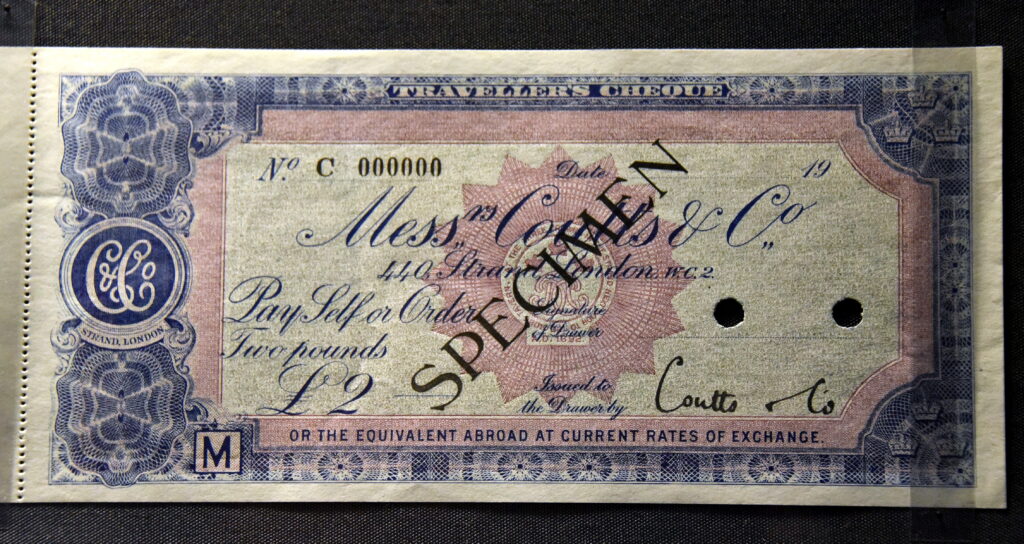 TRAVELLERS CHEQUE
No. C 000000 Date 19
Messrs Coutts & Co
440, Strand, London, W.C.2.
Pay Self or Order
Signature
of Drawer
Two pounds
£2
Issued to
the Drawer by
Coutts & Co
OR THE EQUIVALENT ABROAD AT CURRENT RATES OF EXCHANGE.
SPECIMEN
C&Co
STRAND, LONDON
M